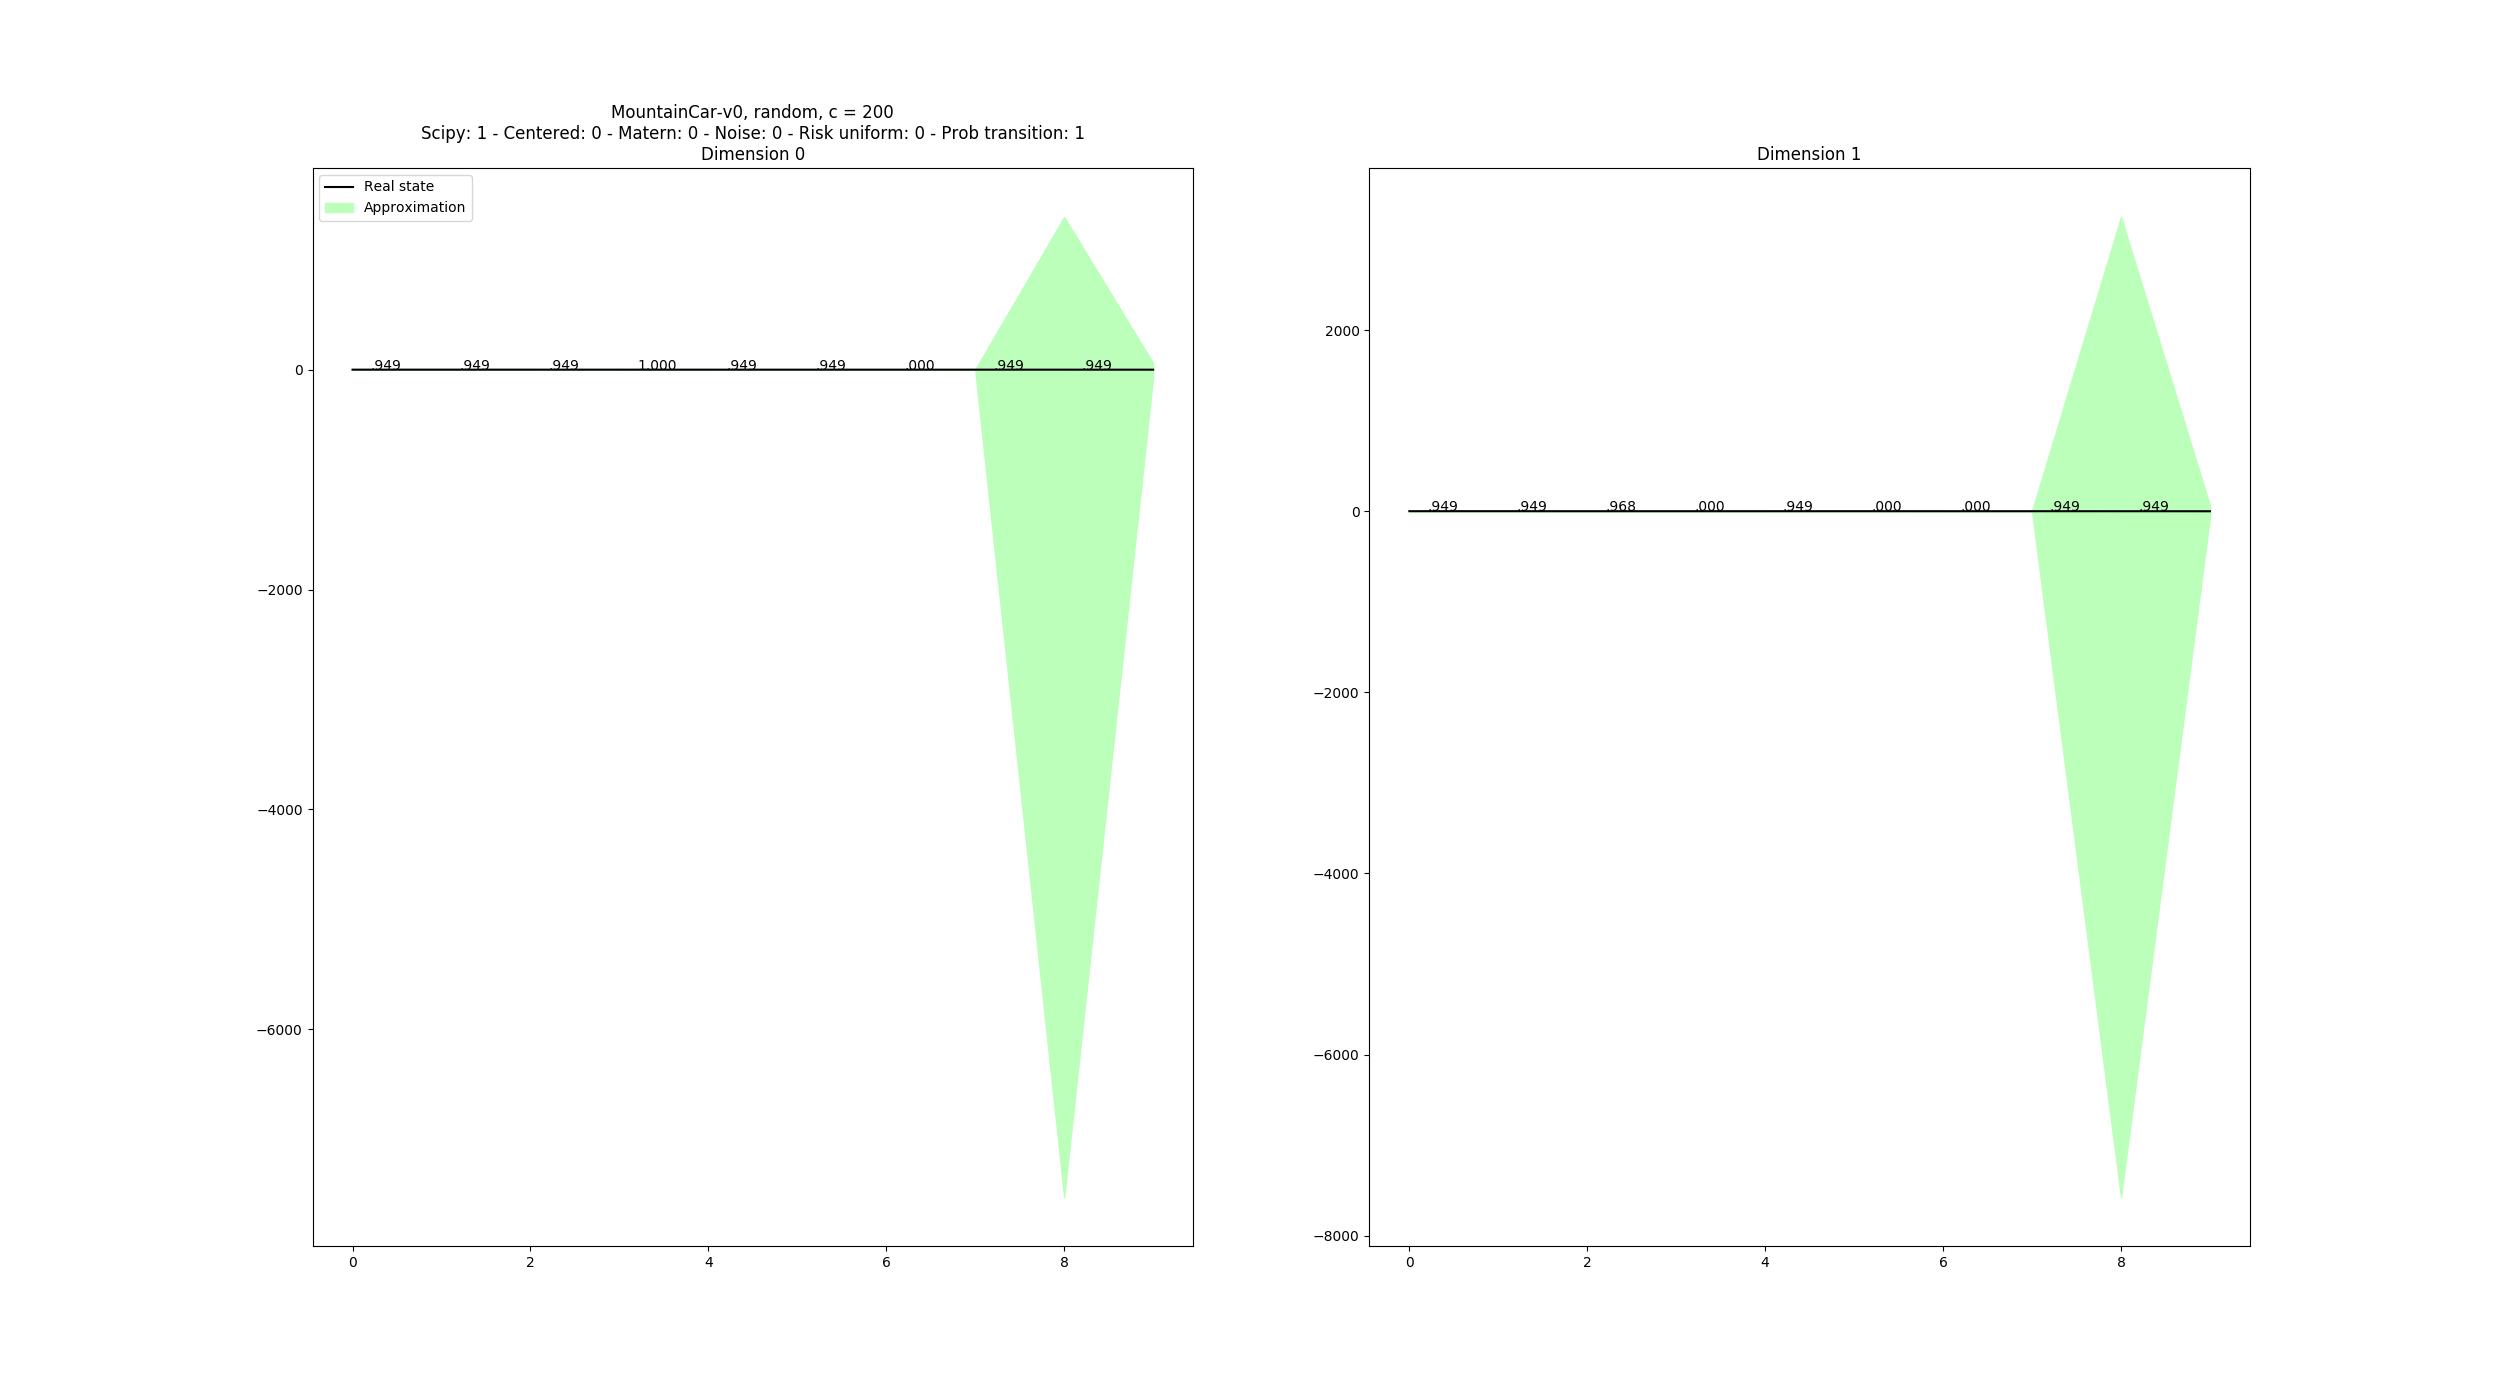 MountainCar-v0, random, c = 200
Scipy: 1 - Centered: 0 - Matern: 0 - Noise: 0 - Risk uniform: 0 - Prob transition: 1
Dimension 0
Real state
Approximation
0
−2000
−4000
−6000
.949 .949 .949 1.000 .949 .949 .000 .949 .949
0 2 4 6 8
Dimension 1
2000
0
−2000
−4000
−6000
−8000
.949 .949 .968 .000 .949 .000 .000 .949 .949
0 2 4 6 8